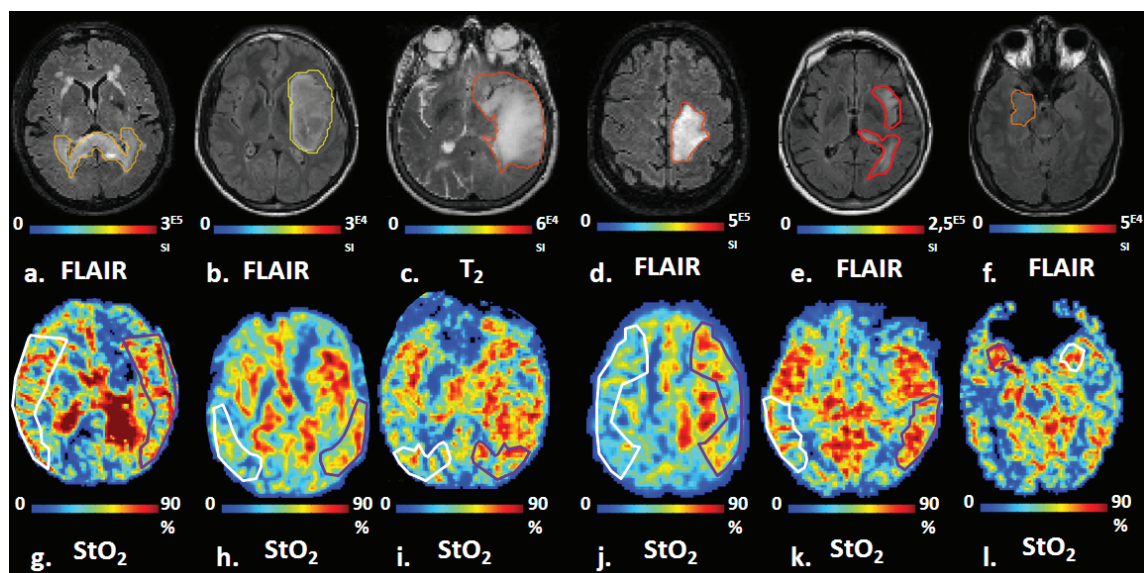 0 3E5 0 3E4 0 6E4 0 5E5 0 2,5E5 0 5E4
SI SI SI SI SI SI
a. FLAIR b. FLAIR c. T2 d. FLAIR e. FLAIR f. FLAIR
0 90 0 90 0 90 0 90 0 90 0 90
% % % % % %
g. StO2 h. StO2 i. StO2 j. StO2 k. StO2 l. StO2